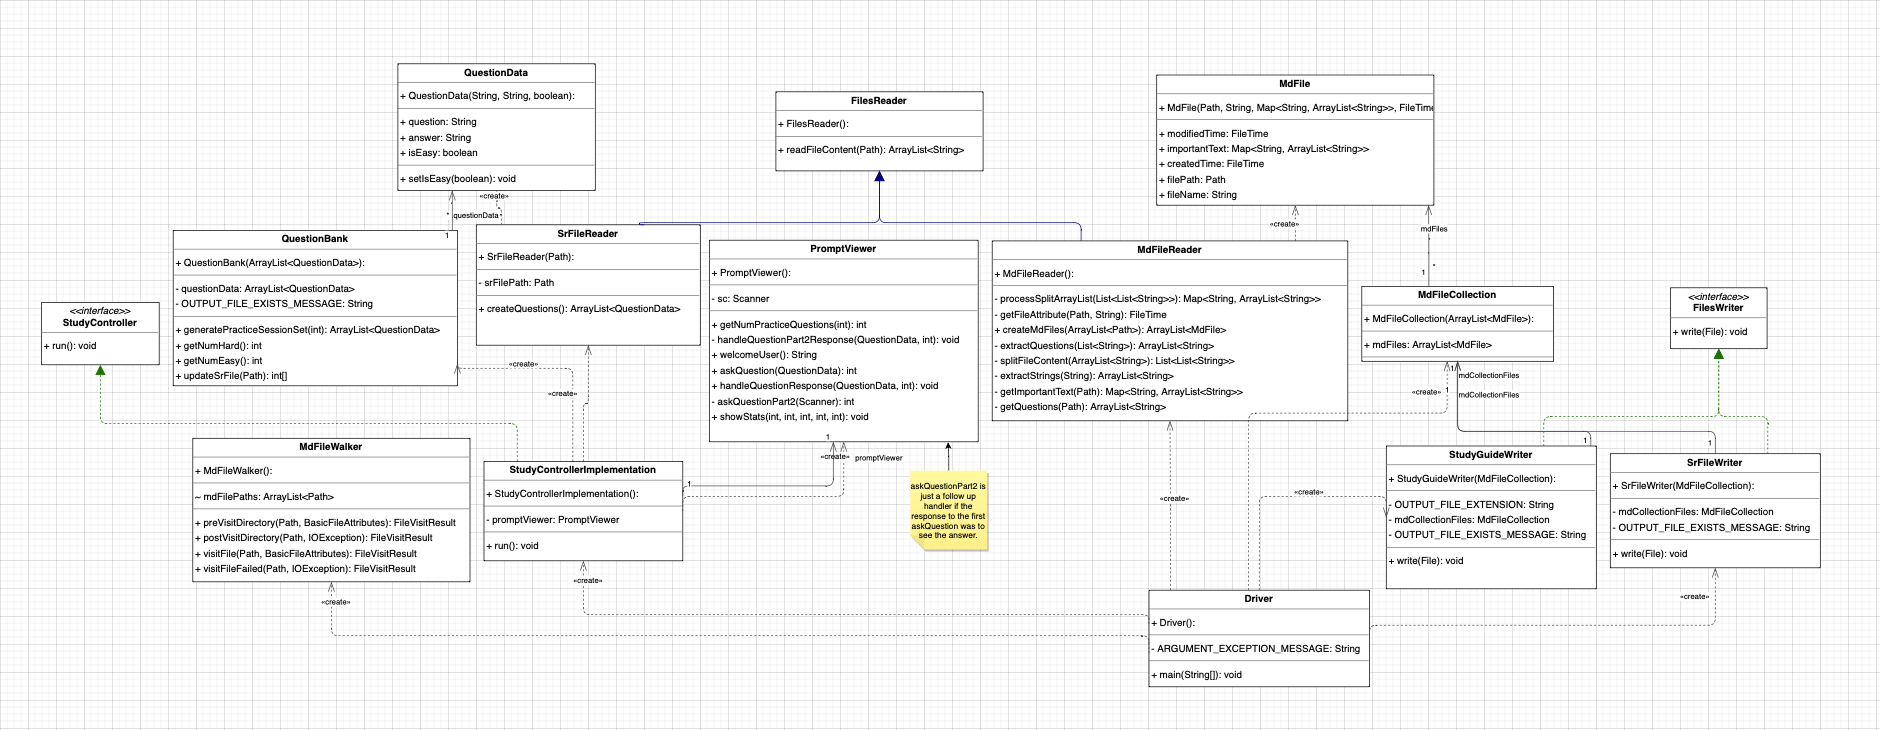 QuestionData
+ QuestionData(String, String, boolean):
+ question: String
+ answer: String
+ isEasy: boolean
+ setIsEasy(boolean): void
«create»
* questionData
1
FilesReader
+ FilesReader():
+ readFileContent(Path): ArrayList<String>
MdFile
+ MdFile(Path, String, Map<String, ArrayList<String>>, FileTime
+ modifiedTime: FileTime
+ importantText: Map<String, ArrayList<String>>
+ createdTime: FileTime
+ filePath: Path
+ fileName: String
«create»
mdFiles
*
1
QuestionBank
+ QuestionBank(ArrayList<QuestionData>):
- questionData: ArrayList<QuestionData>
- OUTPUT_FILE_EXISTS_MESSAGE: String
+ generatePracticeSessionSet(int): ArrayList<QuestionData>
+ getNumHard(): int
+ getNumEasy(): int
+ updateSrFile(Path): int[]
SrFileReader
+ SrFileReader(Path):
- srFilePath: Path
+ createQuestions(): ArrayList<QuestionData>
PromptViewer
+ PromptViewer():
- sc: Scanner
+ getNumPracticeQuestions(int): int
- handleQuestionPart2Response(QuestionData, int): void
+ welcomeUser(): String
+ askQuestion(QuestionData): int
+ handleQuestionResponse(QuestionData, int): void
- askQuestionPart2(Scanner): int
+ showStats(int, int, int, int, int): void
MdFileReader
+ MdFileReader():
- processSplitArrayList(List<List<String>>): Map<String, ArrayList<String>>
- getFileAttribute(Path, String): FileTime
+ createMdFiles(ArrayList<Path>): ArrayList<MdFile>
- extractQuestions(List<String>): ArrayList<String>
- splitFileContent(ArrayList<String>): List<List<String>>
- extractStrings(String): ArrayList<String>
- getImportantText(Path): Map<String, ArrayList<String>>
- getQuestions(Path): ArrayList<String>
MdFileCollection
+ MdFileCollection(ArrayList<MdFile>):
+ mdFiles: ArrayList<MdFile>
<<interface>>
FilesWriter
+ write(File): void
<<interface>>
StudyController
+ run(): void
«create»
«create»
1
mdCollectionFiles
«create»
1
mdCollectionFiles
MdFileWalker
+ MdFileWalker():
~ mdFilePaths: ArrayList<Path>
+ preVisitDirectory(Path, BasicFileAttributes): FileVisitResult
+ postVisitDirectory(Path, IOException): FileVisitResult
+ visitFile(Path, BasicFileAttributes): FileVisitResult
+ visitFileFailed(Path, IOException): FileVisitResult
StudyControllerImplementation
+ StudyControllerImplementation():
- promptViewer: PromptViewer
+ run(): void
1
1
«create»
promptViewer
askQuestionPart2 is
just a follow up
handler if the
response to the first
askQuestion was to
see the answer.
«create»
«create»
1
StudyGuideWriter
+ StudyGuideWriter(MdFileCollection):
- OUTPUT_FILE_EXTENSION: String
- mdCollectionFiles: MdFileCollection
- OUTPUT_FILE_EXISTS_MESSAGE: String
+ write(File): void
1
SrFileWriter
+ SrFileWriter(MdFileCollection):
- mdCollectionFiles: MdFileCollection
- OUTPUT_FILE_EXISTS_MESSAGE: String
+ write(File): void
«create»
«create»
«create»
Driver
+ Driver():
- ARGUMENT_EXCEPTION_MESSAGE: String
+ main(String[]): void